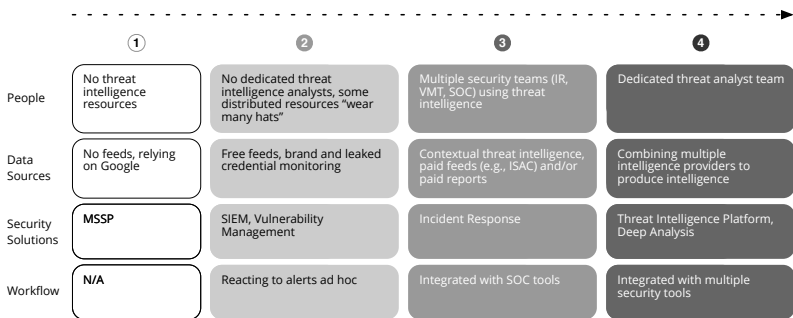 1
2
3
4
People
No threat
intelligence
resources
No dedicated threat
intelligence analysts, some
distributed resources “wear
many hats”
Multiple security teams (IR,
VMT, SOC) using threat
intelligence
Dedicated threat analyst team
Data
Sources
No feeds, relying
on Google
Free feeds, brand and leaked
credential monitoring
Contextual threat intelligence,
paid feeds (e.g., ISAC) and/or
paid reports
Combining multiple
intelligence providers to
produce intelligence
Security
Solutions
MSSP
SIEM, Vulnerability
Management
Incident Response
Threat Intelligence Platform,
Deep Analysis
Workflow
N/A
Reacting to alerts ad hoc
Integrated with SOC tools
Integrated with multiple
security tools